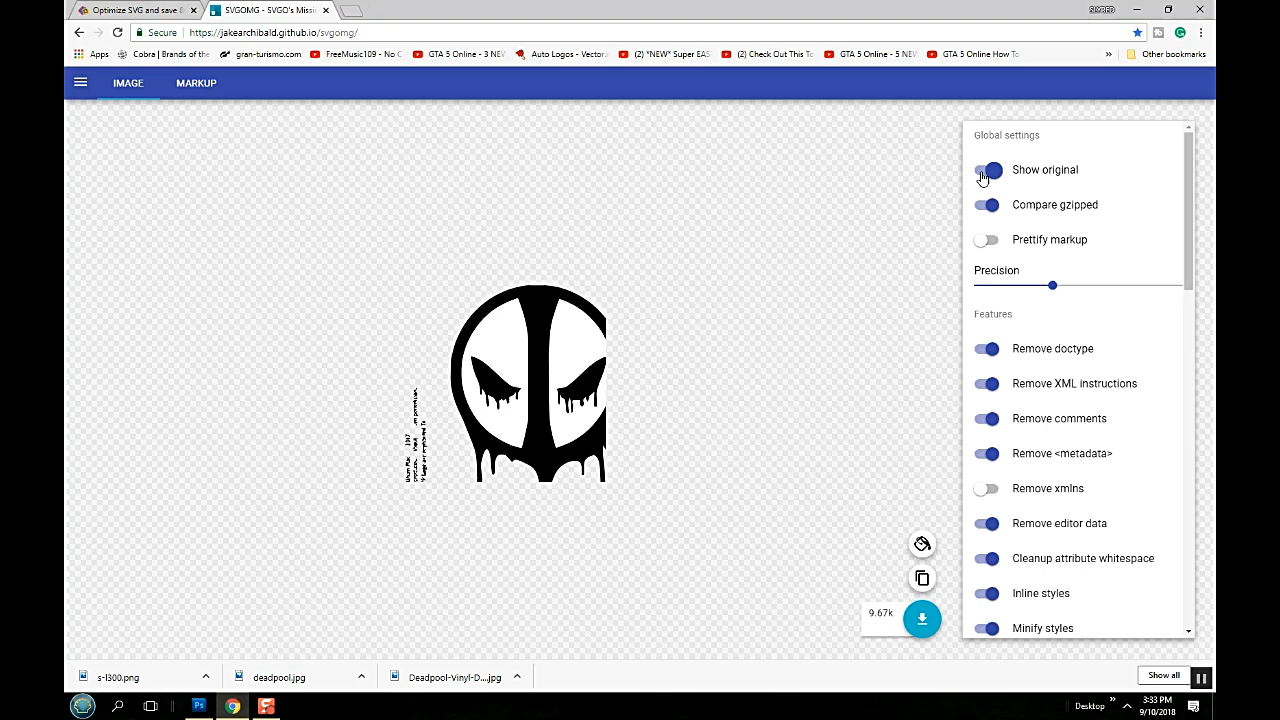 Optimize SVG and save
SVGOMG - SVGO's Missi
Secure
https://jakearchibald.github.io/svgomg/
Apps
Cobra | Brands of the
gran-turismo.com
FreeMusic109 - No C
GTA 5 Online - 3 NEW
Auto Logos - Vector.
(2) *NEW* Super EAS
(2) Check Out This To
GTA 5 Online - 5 NEW
GTA 5 Online How To
»
Other bookmarks
IMAGE
MARKUP
Global settings
Show original
Compare gzipped
Prettify markup
Precision
Features
Remove doctype
Remove XML instructions
Remove comments
Remove <metadata>
Remove xmlns
Remove editor data
Cleanup attribute whitespace
Inline styles
Minify styles
9.67k
s-l300.png
deadpool.jpg
Deadpool-Vinyl-D....jpg
Show all
Ps
Desktop
»
3:33 PM
9/10/2018